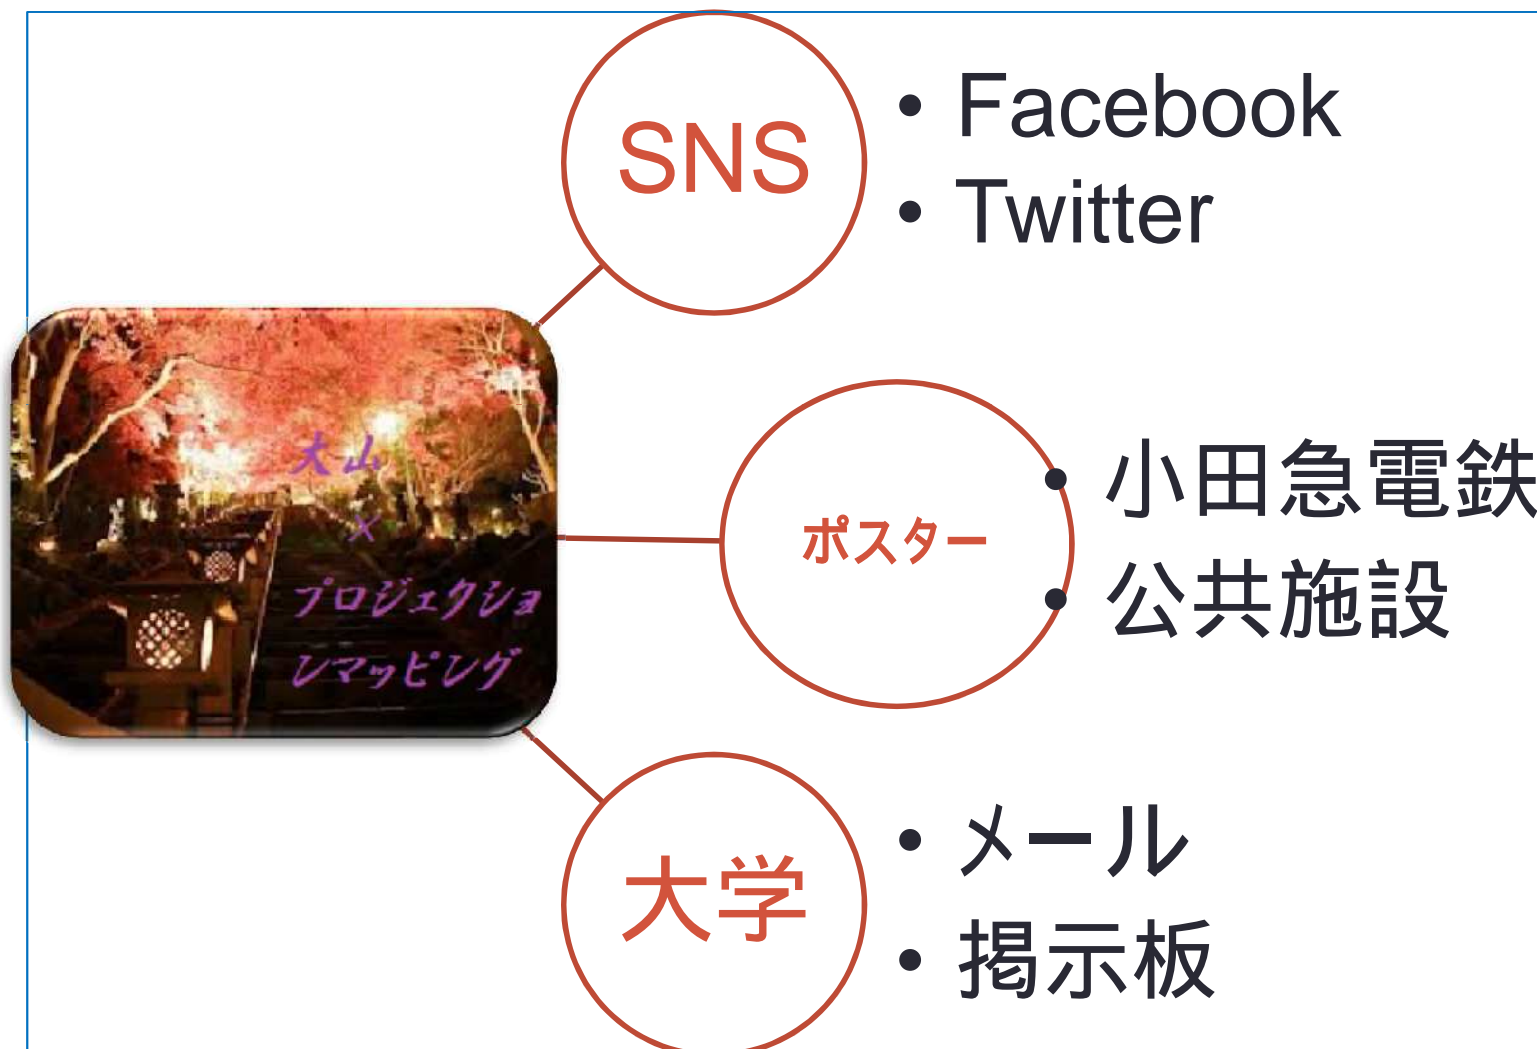 SNS
• Facebook
• Twitter
大山
×
プロジェクショ
ンマッピング
ポスター
• 小田急電鉄
• 公共施設
大学
• メール
• 掲示板